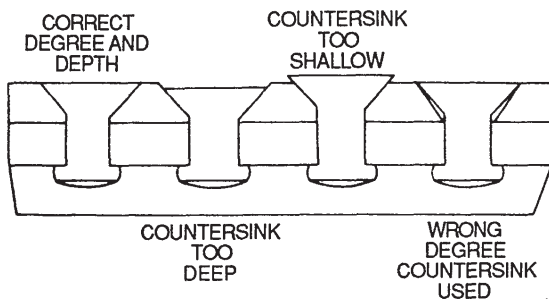 CORRECT
DEGREE AND
DEPTH
COUNTERSINK
TOO
SHALLOW
COUNTERSINK
TOO
DEEP
WRONG
DEGREE
COUNTERSINK
USED